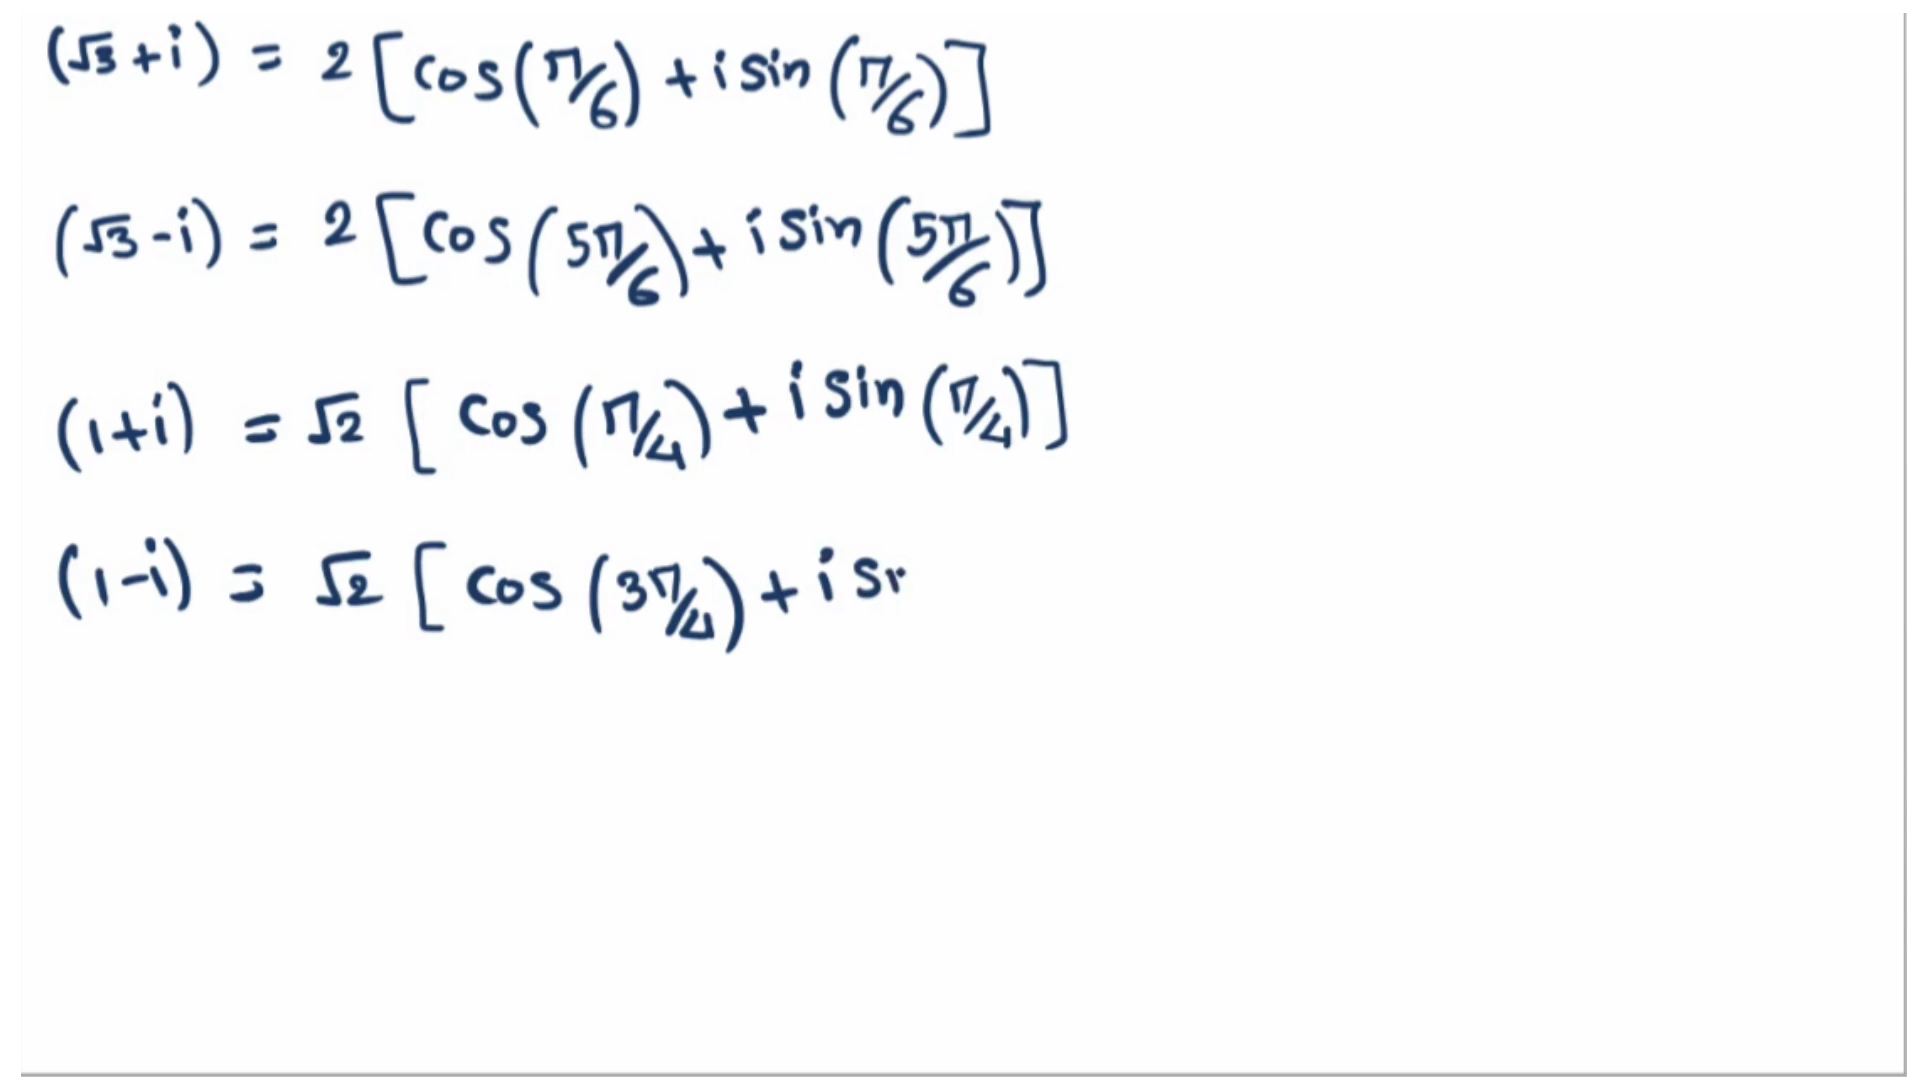 (√3 + i) = 2 [cos(π/6) + i sin(π/6)]
(√3 - i) = 2 [cos(5π/6) + i sin(5π/6)]
(1 + i) = √2 [cos(π/4) + i sin(π/4)]
(1 - i) = √2 [cos(3π/4) + i s